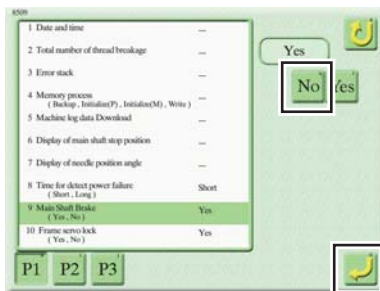 8509
1 Date and time ...
2 Total number of thread breakage ...
3 Error stack ...
4 Memory process ...
( Backup , Initialize(P) , Initialize(M) , Write )
5 Machine log data Download ...
6 Display of main shaft stop position ...
7 Display of needle position angle ...
8 Time for detect power failure Short
( Short , Long )
9 Main Shaft Brake Yes
( Yes , No )
10 Frame servo lock Yes
( Yes , No )
Yes
No Yes
P1 P2 P3